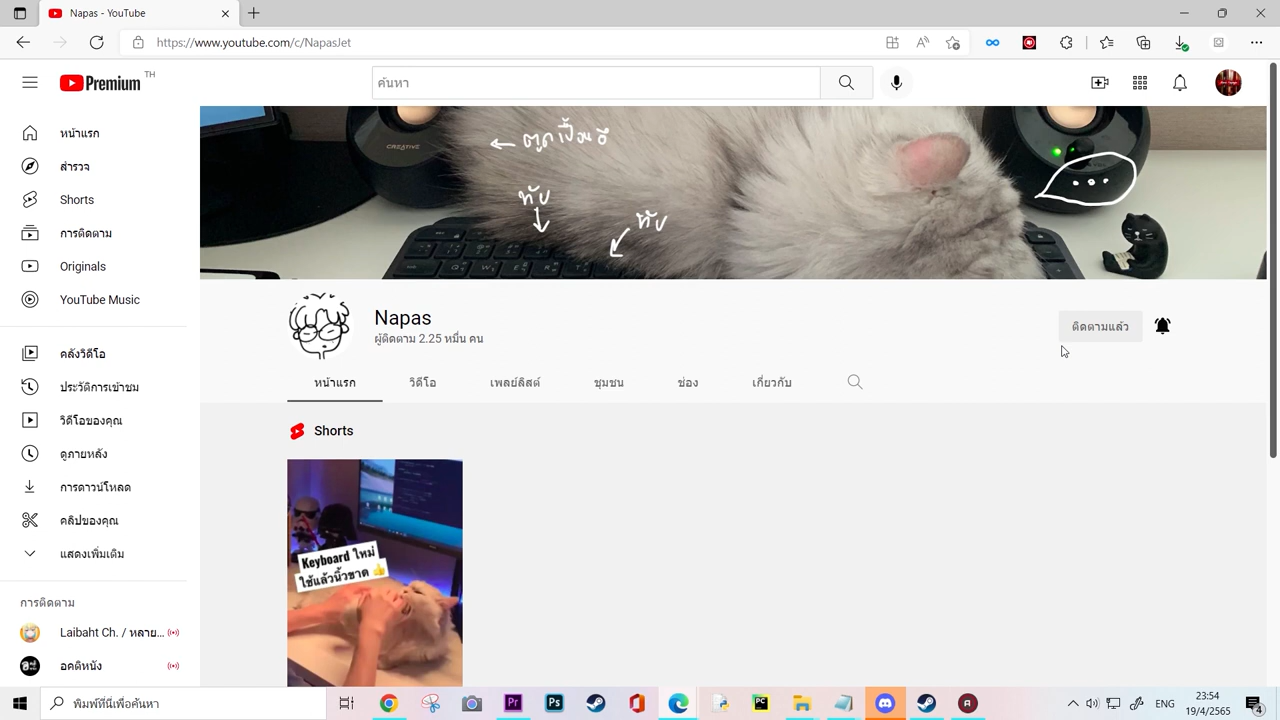 Napas - YouTube
https://www.youtube.com/c/NapasJet
Premium TH
ค้นหา
หน้าแรก
สำรวจ
Shorts
การติดตาม
Originals
YouTube Music
คลังวิดีโอ
ประวัติการเข้าชม
วิดีโอของคุณ
ดูภายหลัง
การดาวน์โหลด
คลิปของคุณ
แสดงเพิ่มเติม
การติดตาม
Laibaht Ch. / หลาย...
อคติหนัง
CREATIVE
ทับ
ทับ
Napas
ผู้ติดตาม 2.25 หมื่น คน
ติดตามแล้ว
หน้าแรก วิดีโอ เพลย์ลิสต์ ชุมชน ช่อง เกี่ยวกับ
Shorts
Keyboard ใหม่
ใช้แล้วนิ้วขาด 👍
พิมพ์ที่นี่เพื่อค้นหา
ENG
23:54
19/4/2565
4